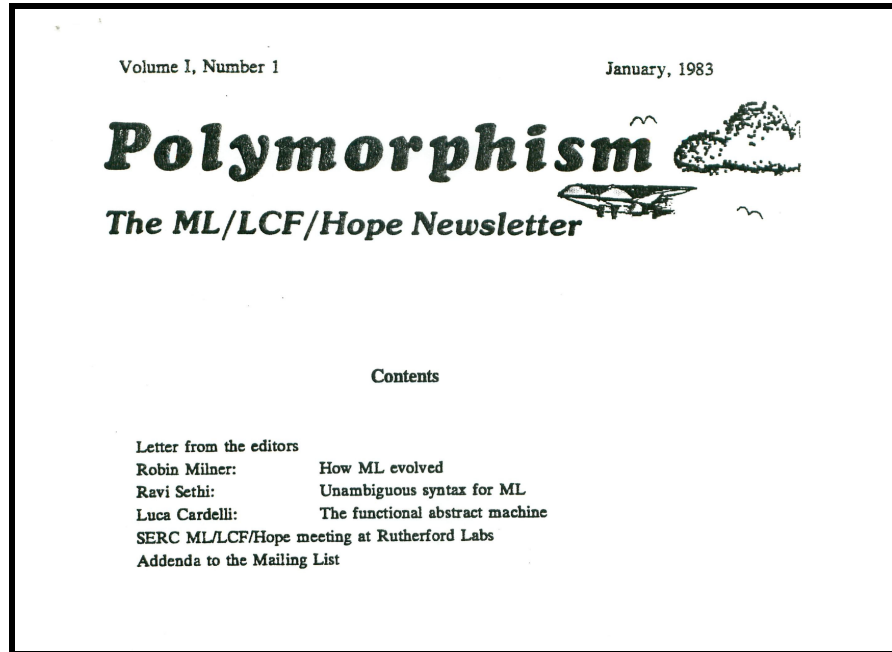 Volume I, Number 1 January, 1983
Polymorphism
The ML/LCF/Hope Newsletter
Contents
Letter from the editors
Robin Milner: How ML evolved
Ravi Sethi: Unambiguous syntax for ML
Luca Cardelli: The functional abstract machine
SERC ML/LCF/Hope meeting at Rutherford Labs
Addenda to the Mailing List